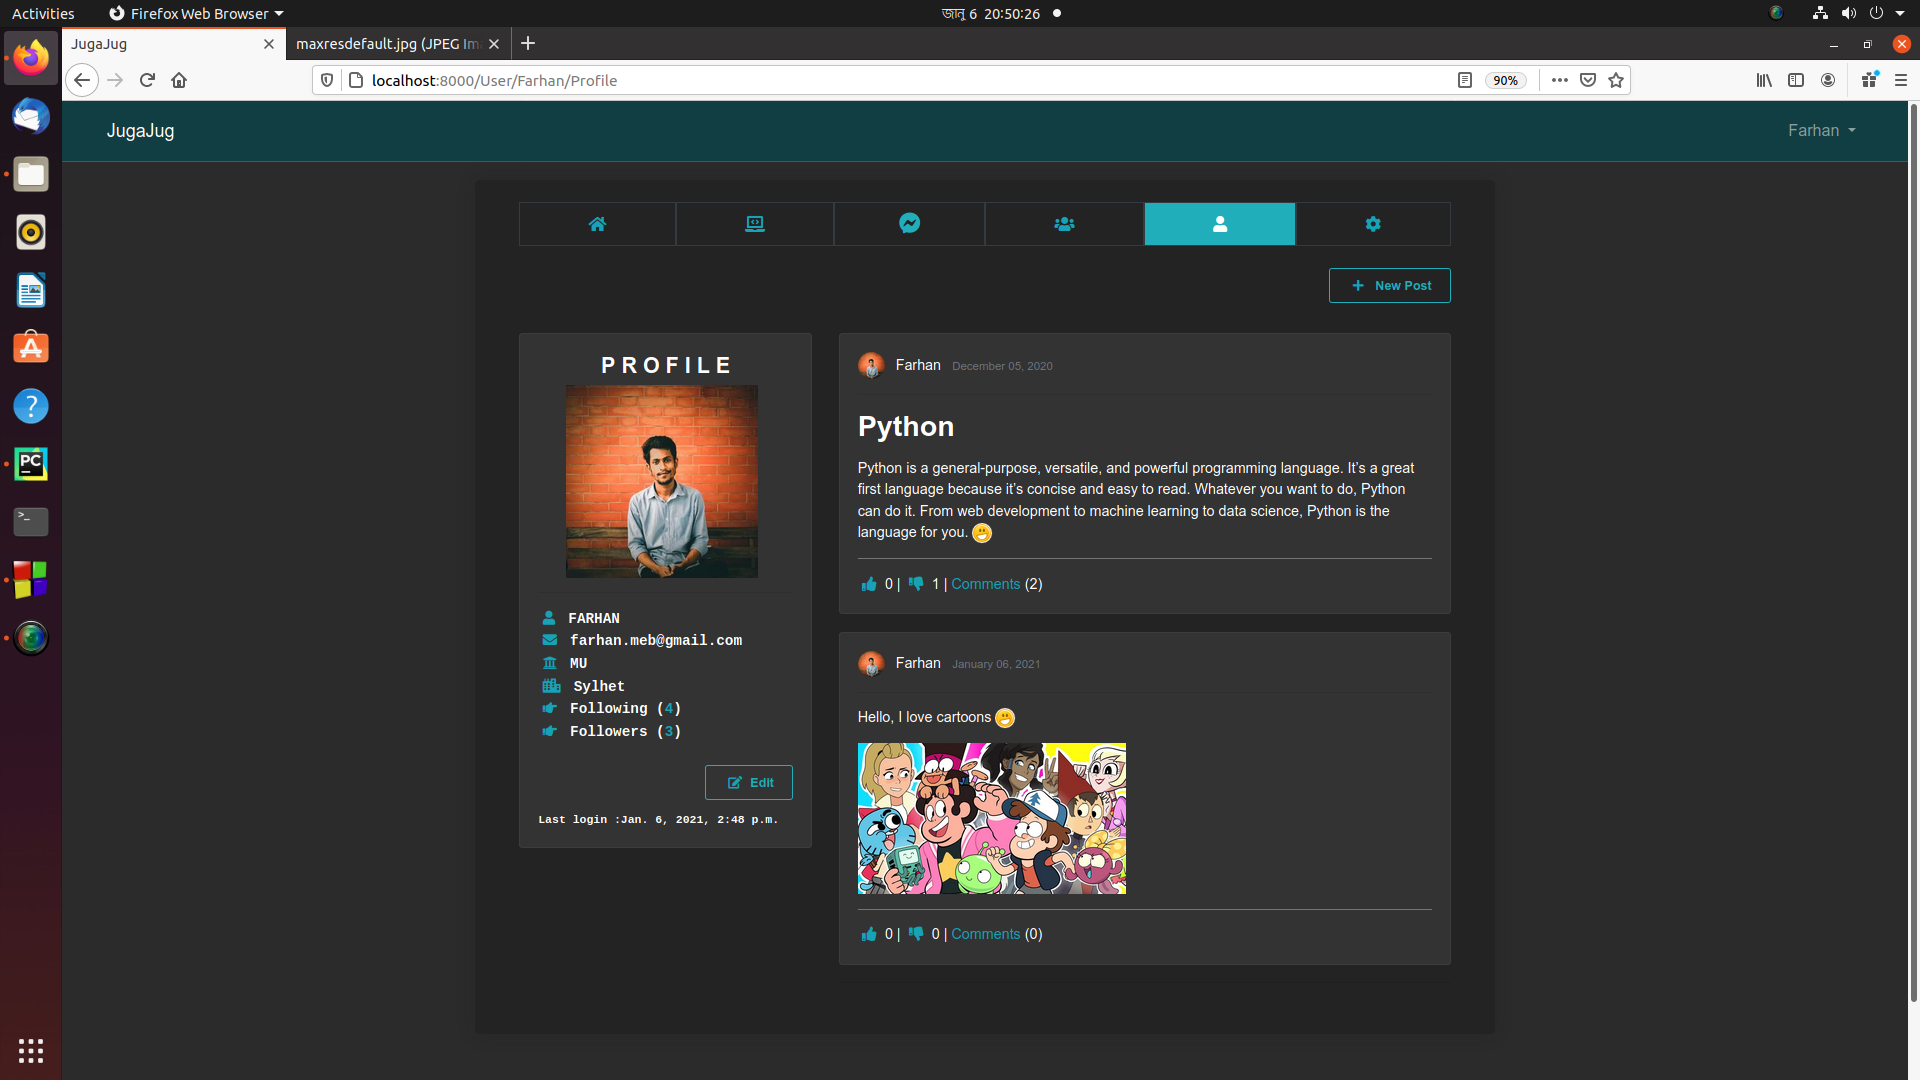 Activities
Firefox Web Browser
জানু 6 20:50:26
JugaJug
maxresdefault.jpg (JPEG Im
localhost:8000/User/Farhan/Profile
90%
JugaJug
Farhan
New Post
PROFILE
FARHAN
farhan.meb@gmail.com
MU
Sylhet
Following (4)
Followers (3)
Edit
Last login :Jan. 6, 2021, 2:48 p.m.
Farhan December 05, 2020
Python
Python is a general-purpose, versatile, and powerful programming language. It’s a great
first language because it’s concise and easy to read. Whatever you want to do, Python
can do it. From web development to machine learning to data science, Python is the
language for you.
0 | 1 | Comments (2)
Farhan January 06, 2021
Hello, I love cartoons
0 | 0 | Comments (0)
PC
>_
?